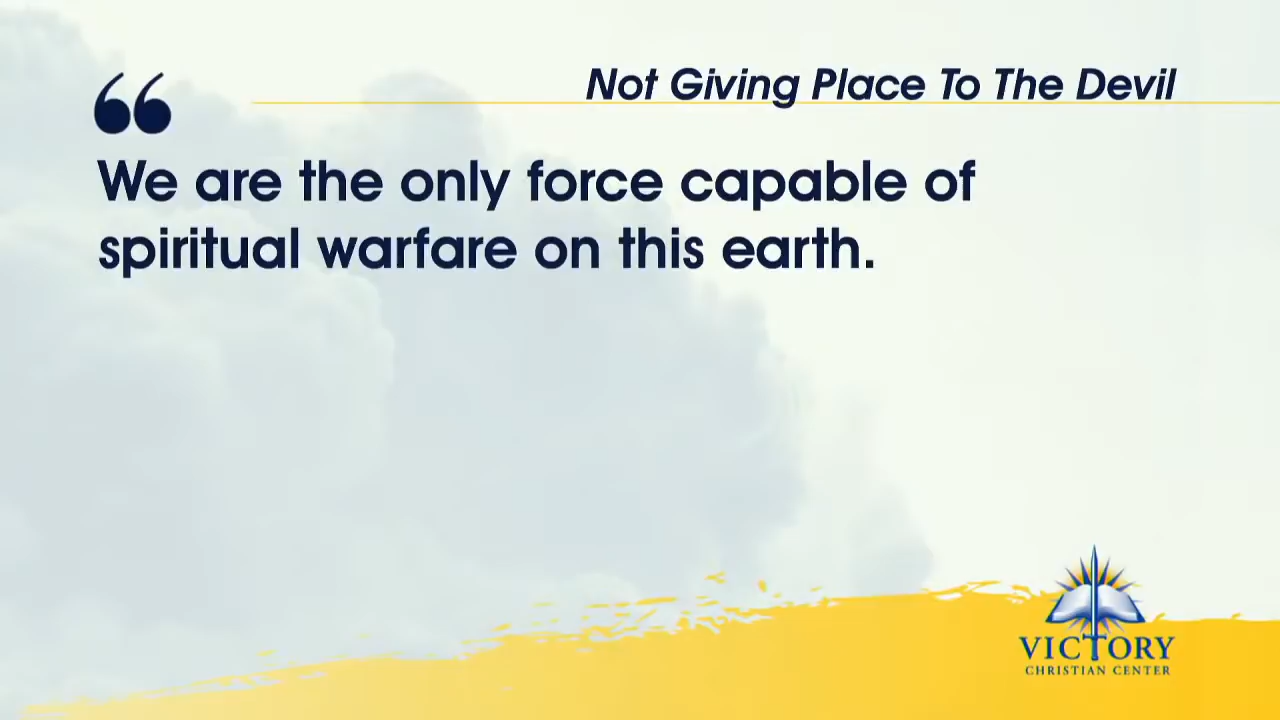 Not Giving Place To The Devil
“
We are the only force capable of
spiritual warfare on this earth.
VICTORY
CHRISTIAN CENTER